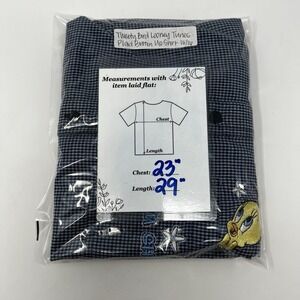 Tweety Bird Looney Tunes
Plaid Button Up Shirt
Measurements with
item laid flat:
Chest
Length
Chest: 23"
Length: 29"